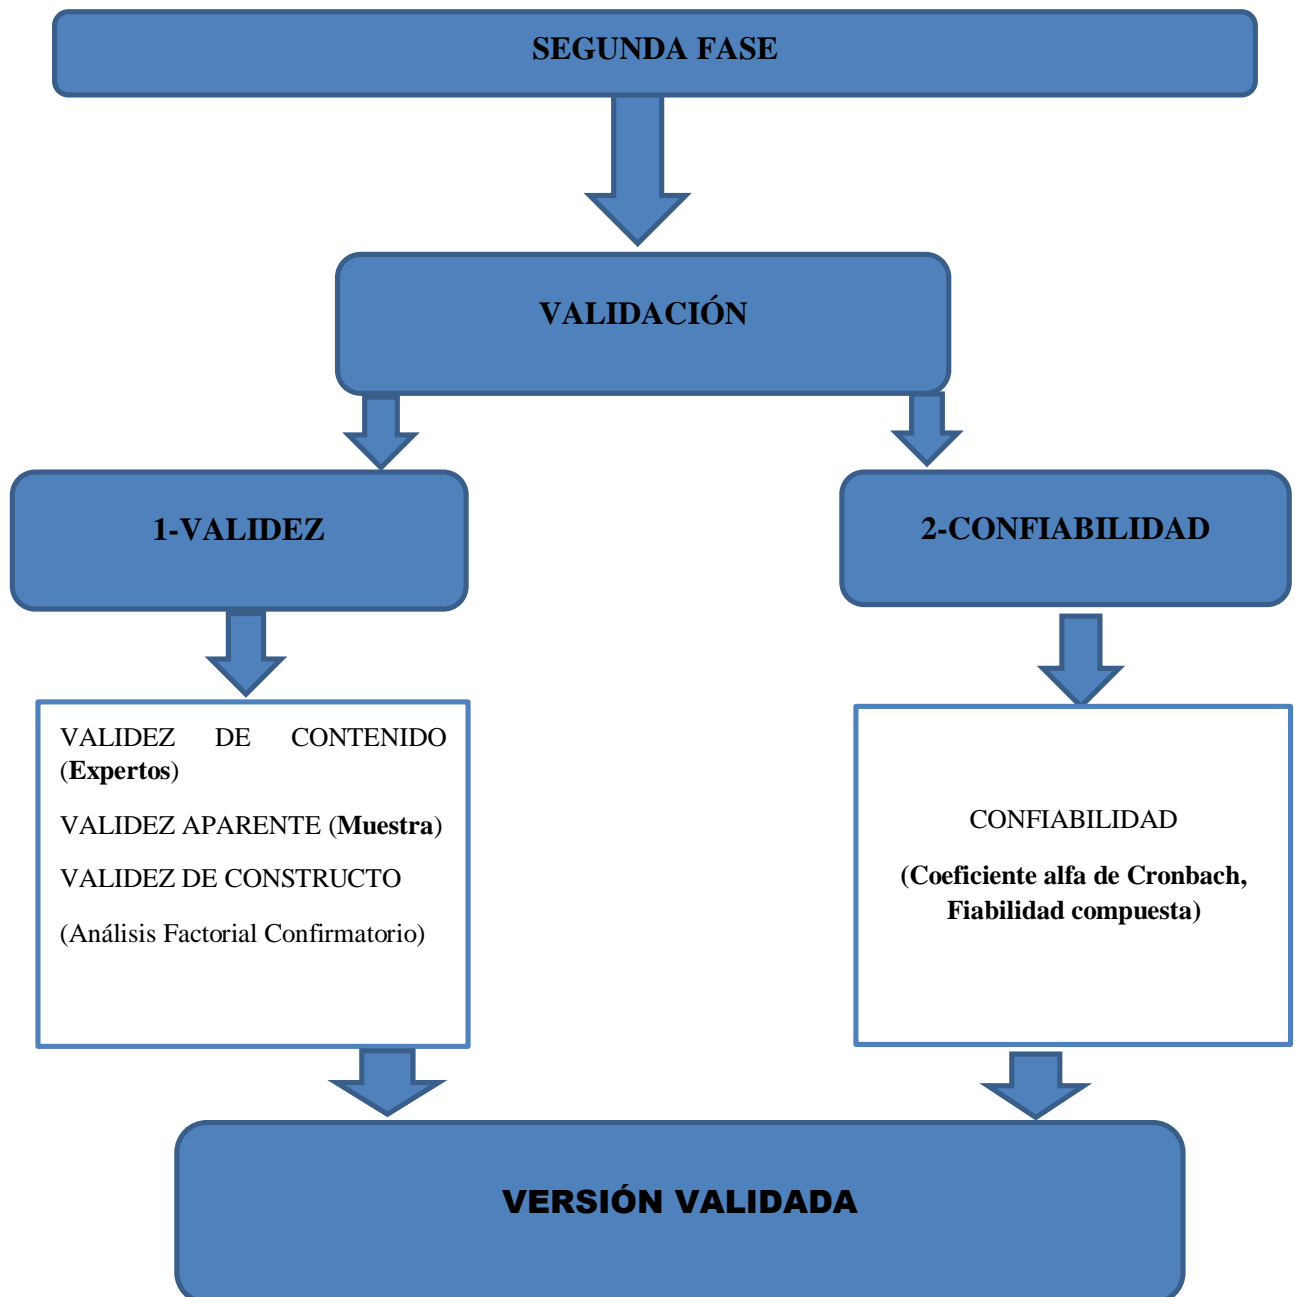 SEGUNDA FASE
VALIDACIÓN
1-VALIDEZ
2-CONFIABILIDAD
VALIDEZ DE CONTENIDO
(Expertos)
VALIDEZ APARENTE (Muestra)
VALIDEZ DE CONSTRUCTO
(Análisis Factorial Confirmatorio)
CONFIABILIDAD
(Coeficiente alfa de Cronbach,
Fiabilidad compuesta)
VERSIÓN VALIDADA